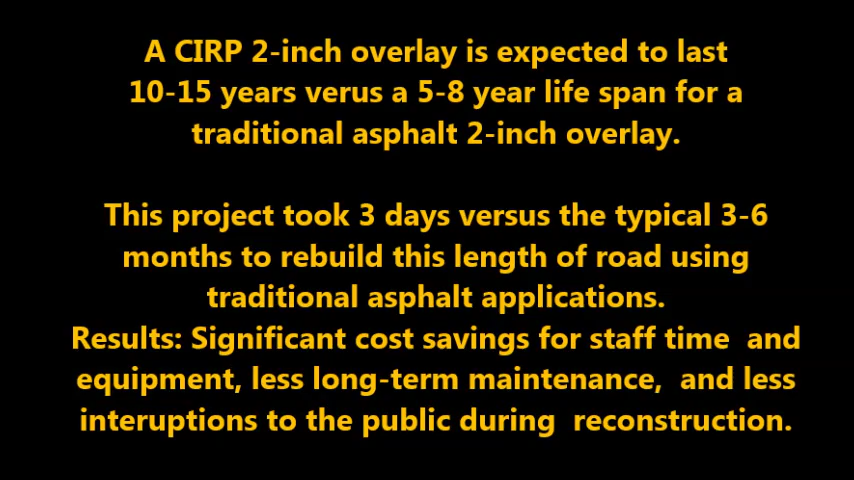 A CIRP 2-inch overlay is expected to last
10-15 years verus a 5-8 year life span for a
traditional asphalt 2-inch overlay.
This project took 3 days versus the typical 3-6
months to rebuild this length of road using
traditional asphalt applications.
Results: Significant cost savings for staff time  and
equipment, less long-term maintenance,  and less
interuptions to the public during  reconstruction.